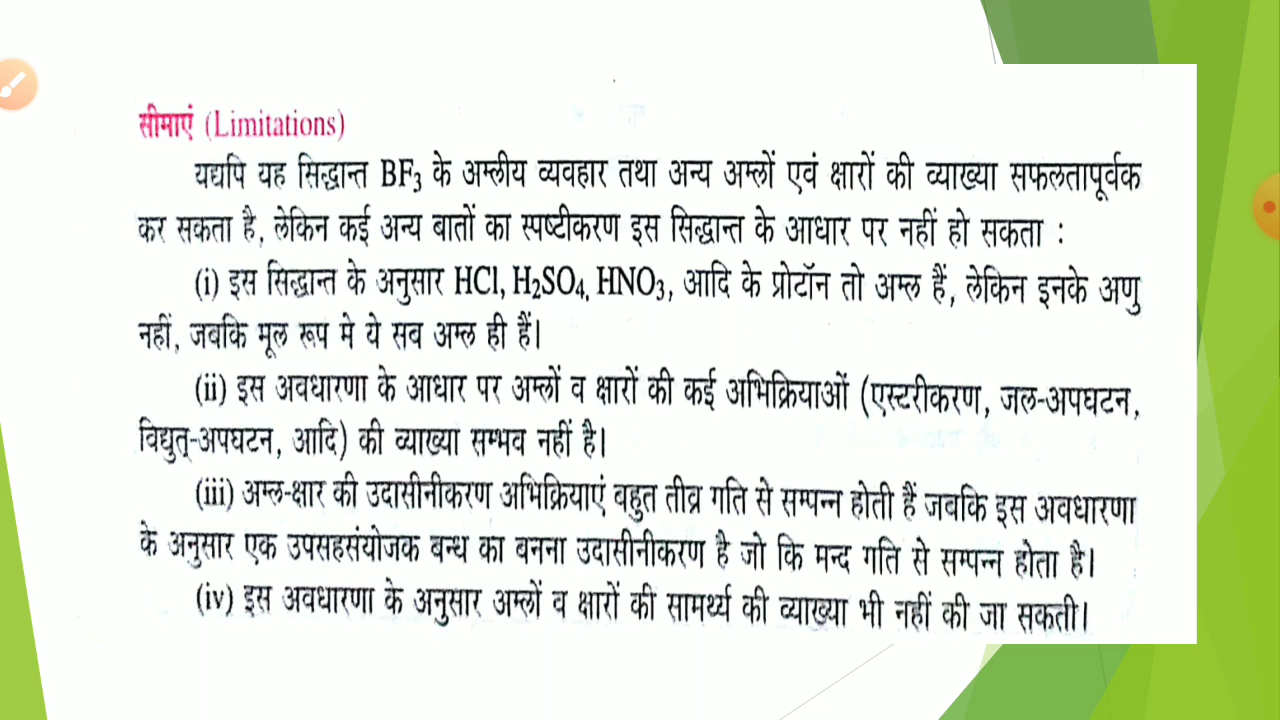 सीमाएं (Limitations)
यद्यपि यह सिद्धान्त BF₃ के अम्लीय व्यवहार तथा अन्य अम्लों एवं क्षारों की व्याख्या सफलतापूर्वक
कर सकता है, लेकिन कई अन्य बातों का स्पष्टीकरण इस सिद्धान्त के आधार पर नहीं हो सकता :
(i) इस सिद्धान्त के अनुसार HCl, H₂SO₄, HNO₃, आदि के प्रोटॉन तो अम्ल हैं, लेकिन इनके अणु
नहीं, जबकि मूल रूप मे ये सब अम्ल ही हैं।
(ii) इस अवधारणा के आधार पर अम्लों व क्षारों की कई अभिक्रियाओं (एस्टरीकरण, जल-अपघटन,
विद्युत्-अपघटन, आदि) की व्याख्या सम्भव नहीं है।
(iii) अम्ल-क्षार की उदासीनीकरण अभिक्रियाएं बहुत तीव्र गति से सम्पन्न होती हैं जबकि इस अवधारणा
के अनुसार एक उपसहसंयोजक बन्ध का बनना उदासीनीकरण है जो कि मन्द गति से सम्पन्न होता है।
(iv) इस अवधारणा के अनुसार अम्लों व क्षारों की सामर्थ्य की व्याख्या भी नहीं की जा सकती।